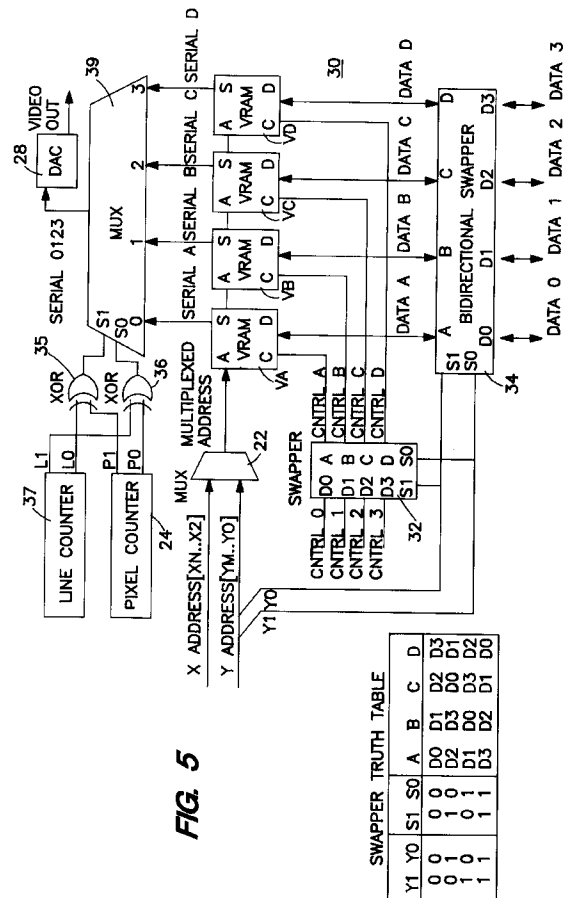 FIG. 5
37
LINE COUNTER
L1
L0
PIXEL COUNTER
24
P1
P0
XOR
35
XOR
36
S1
S0
MUX
0
1
2
3
39
SERIAL 0123
28
DAC
VIDEO OUT
SERIAL A
SERIAL B
SERIAL C
SERIAL D
X ADDRESS[XN..X2]
Y ADDRESS[YM..Y0]
MUX
22
MULTIPLEXED ADDRESS
A S
VRAM
C D
VA
S
VRAM
C D
VB
S
VRAM
C D
VC
A S
VRAM
C D
VD
30
Y1 Y0
SWAPPER
CNTRL 0 D0 A CNTRL A
CNTRL 1 D1 B CNTRL B
CNTRL 2 D2 C CNTRL C
CNTRL 3 D3 D CNTRL D
S1 S0
32
DATA A
DATA B
DATA C
DATA D
A B C D
S1
S0
BIDIRECTIONAL SWAPPER
D0 D1 D2 D3
34
DATA 0
DATA 1
DATA 2
DATA 3
SWAPPER TRUTH TABLE
Y1 Y0 S1 S0 A B C D
0 0 0 0 D0 D1 D2 D3
0 1 1 0 D2 D3 D0 D1
1 0 0 1 D1 D0 D3 D2
1 1 1 1 D3 D2 D1 D0